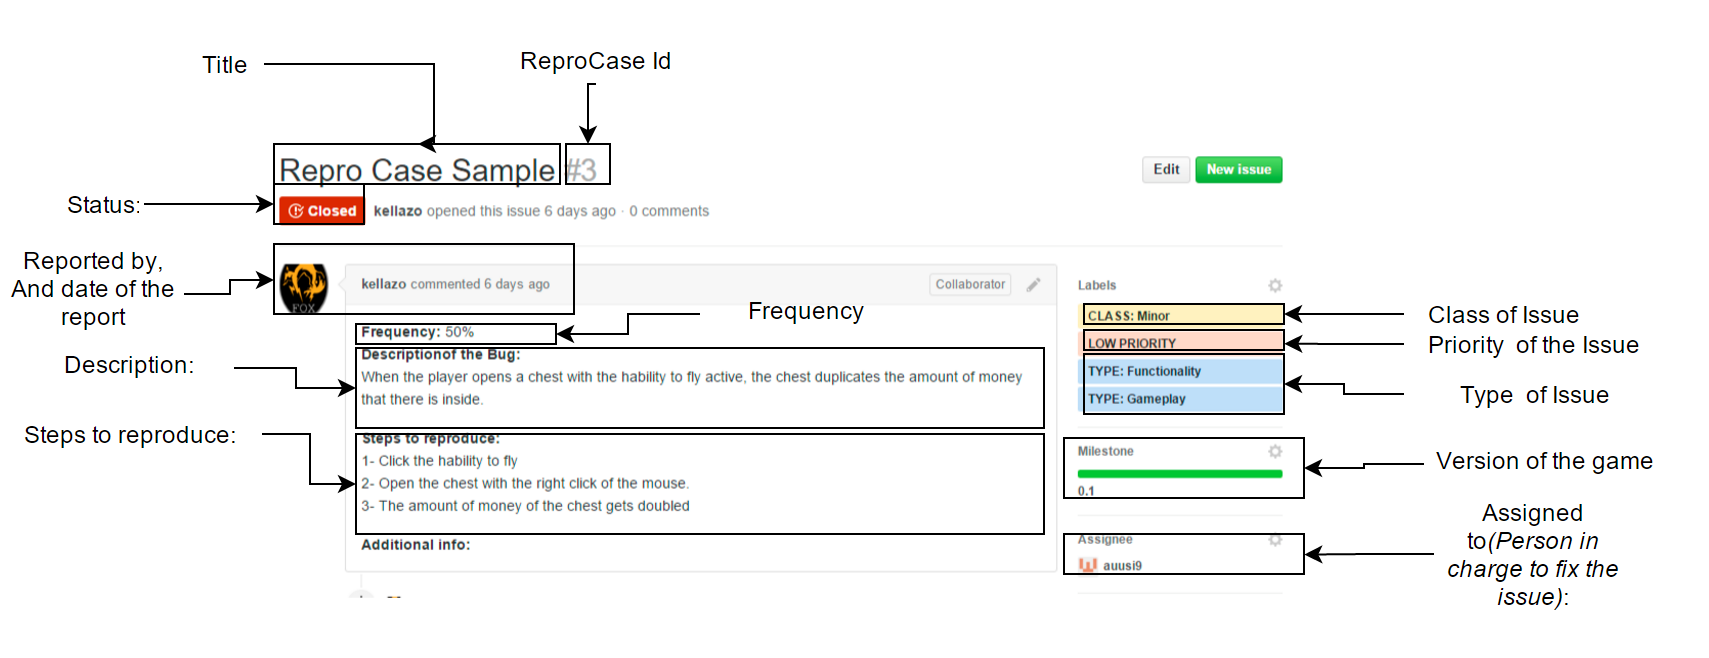 Title
ReproCase Id
Repro Case Sample #3
Edit
New issue
Status:
Closed
kellazo opened this issue 6 days ago · 0 comments
Reported by,
And date of the
report
FOX
kellazo commented 6 days ago
Collaborator
Labels
Frequency
Frequency: 50%
CLASS: Minor
Class of Issue
LOW PRIORITY
Priority of the Issue
Description:
Descriptionof the Bug:
When the player opens a chest with the hability to fly active, the chest duplicates the amount of money
that there is inside.
TYPE: Functionality
TYPE: Gameplay
Type of Issue
Steps to reproduce:
Steps to reproduce:
1- Click the hability to fly
2- Open the chest with the right click of the mouse.
3- The amount of money of the chest gets doubled
Milestone
0.1
Version of the game
Additional info:
Assignee
auusi9
Assigned
to(Person in
charge to fix the
issue):